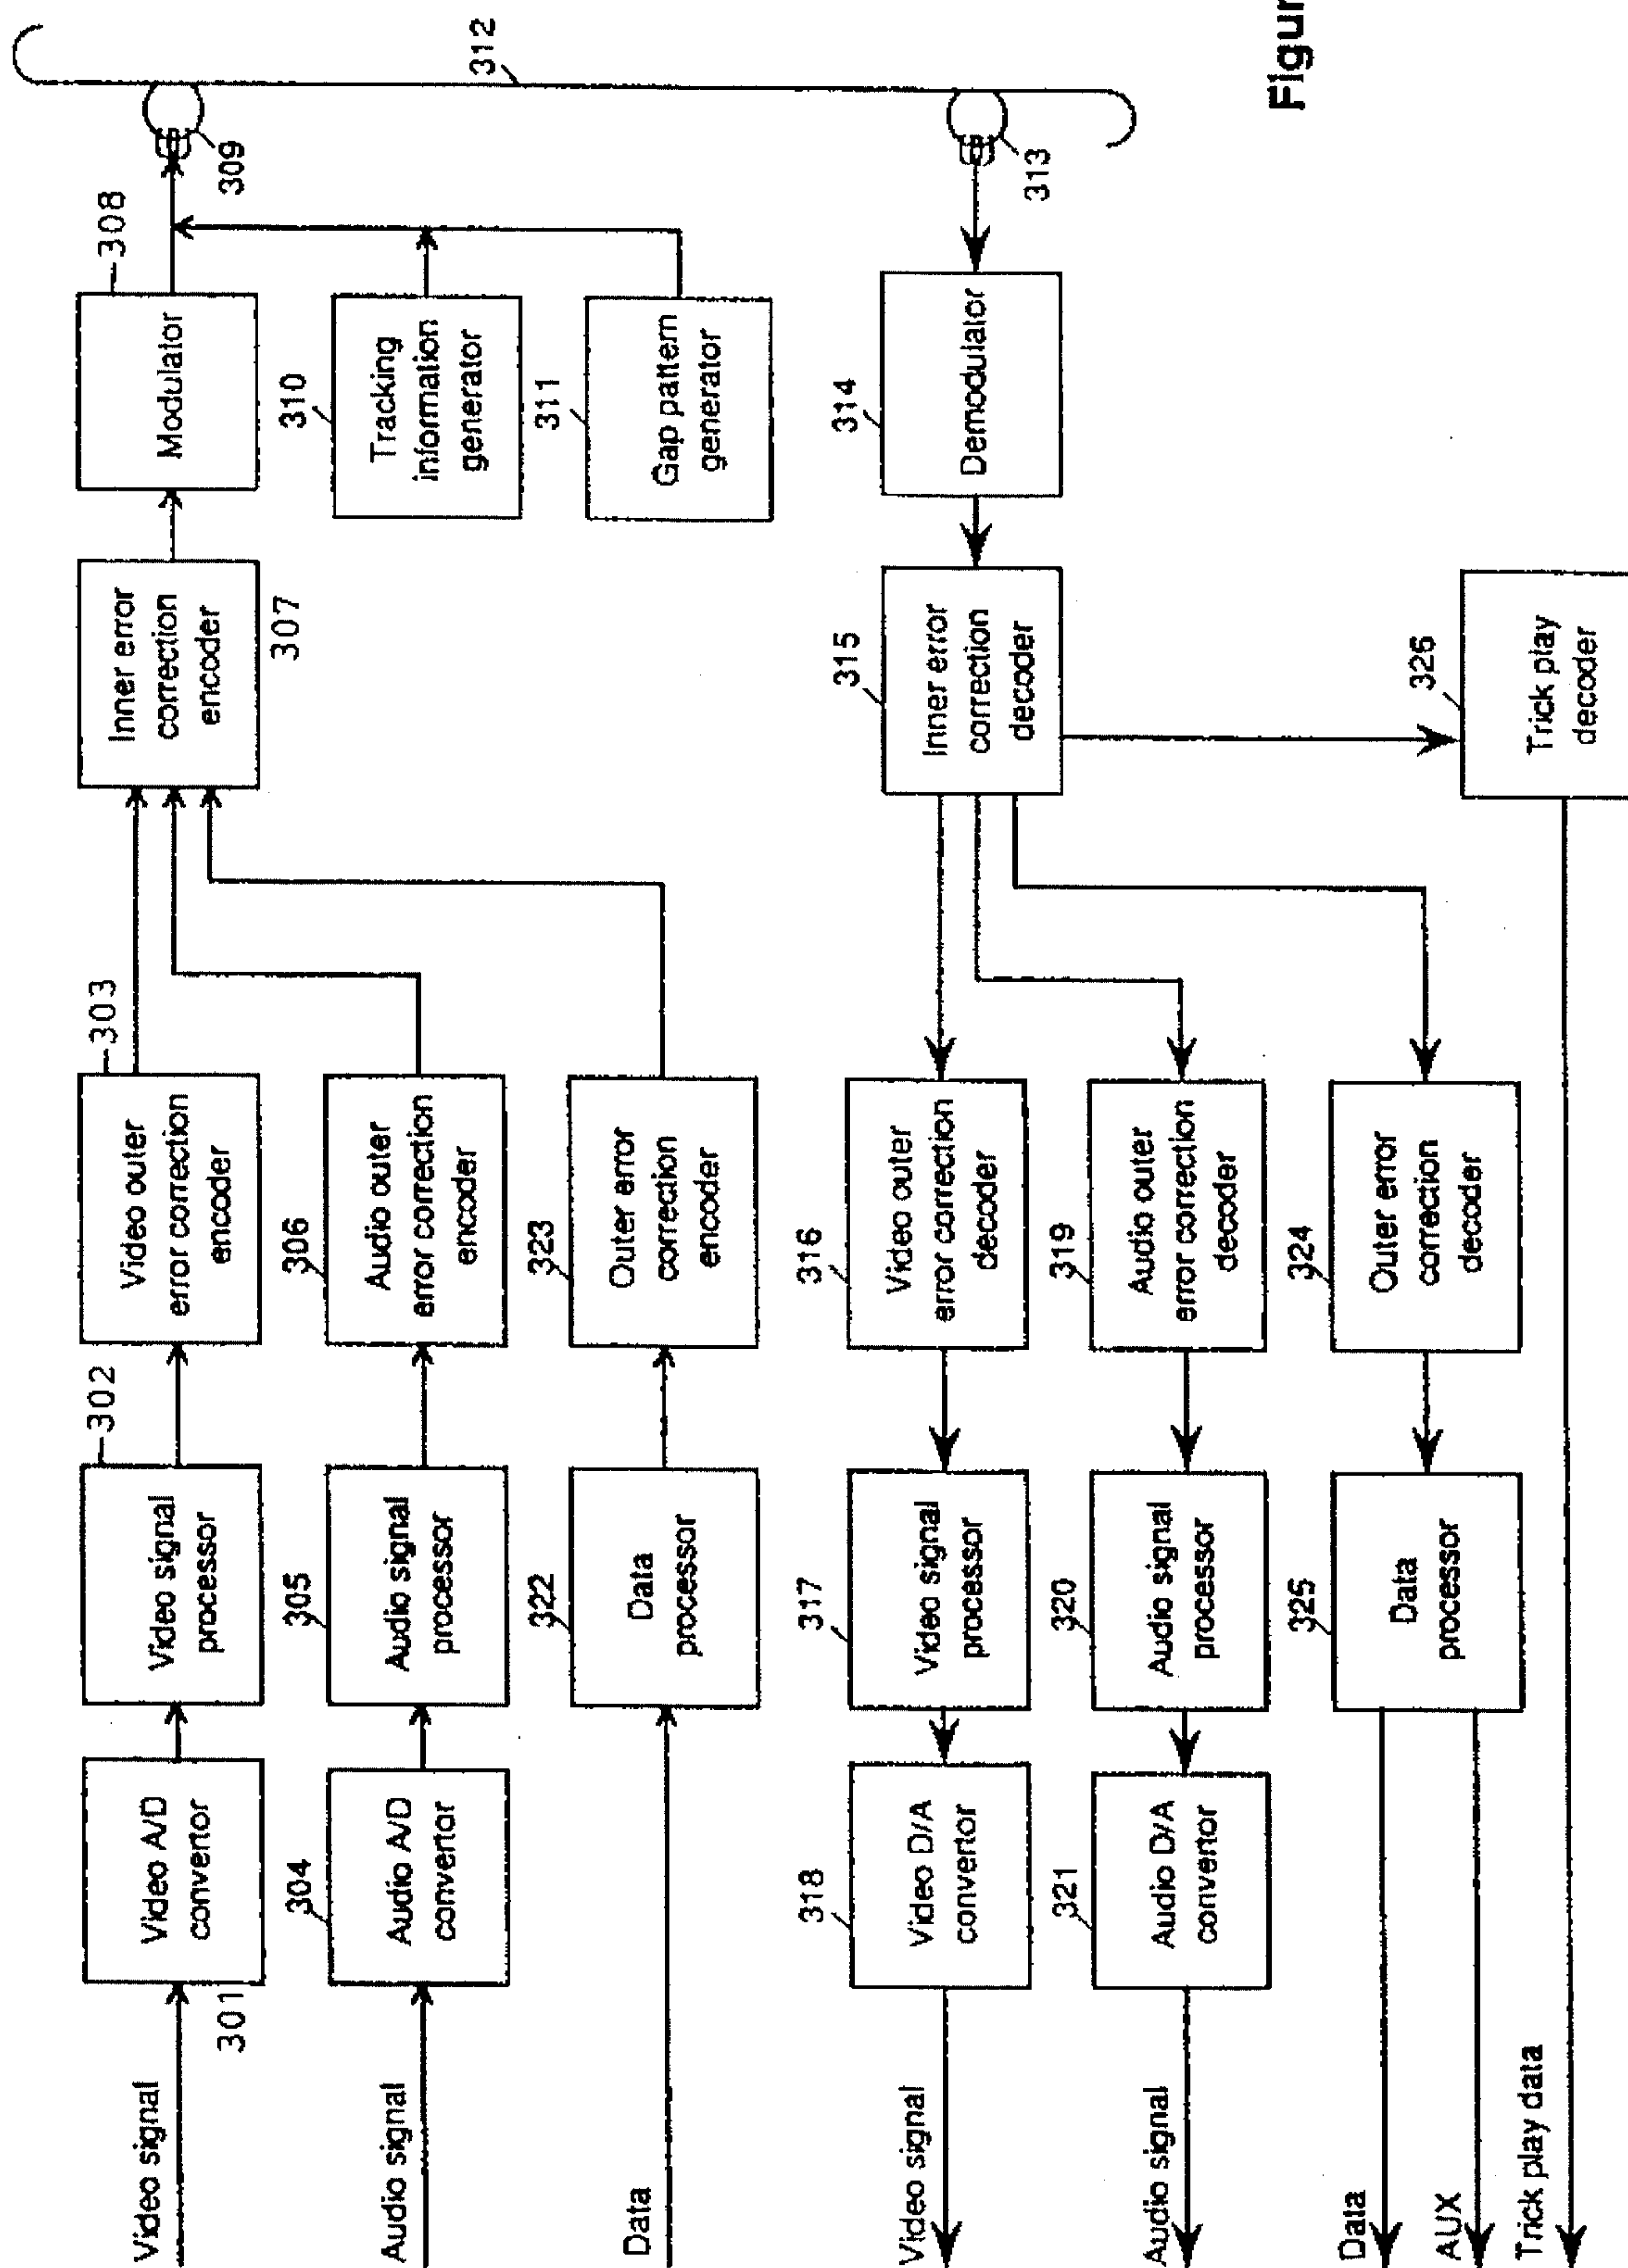 Video signal
301
Video A/D
convertor
302
Video signal
processor
303
Video outer
error correction
encoder
Inner error
correction
encoder
307
308
Modulator
309
312
Audio signal
304
Audio A/D
convertor
305
Audio signal
processor
306
Audio outer
error correction
encoder
310
Tracking
information
generator
Data
322
Data
processor
323
Outer error
correction
encoder
311
Gap pattern
generator
Video signal
318
Video D/A
convertor
317
Video signal
processor
316
Video outer
error correction
decoder
315
Inner error
correction
decoder
314
Demodulator
313
Audio signal
321
Audio D/A
convertor
320
Audio signal
processor
319
Audio outer
error correction
decoder
Data
AUX
325
Data
processor
324
Outer error
correction
decoder
Trick play data
326
Trick play
decoder
Figur